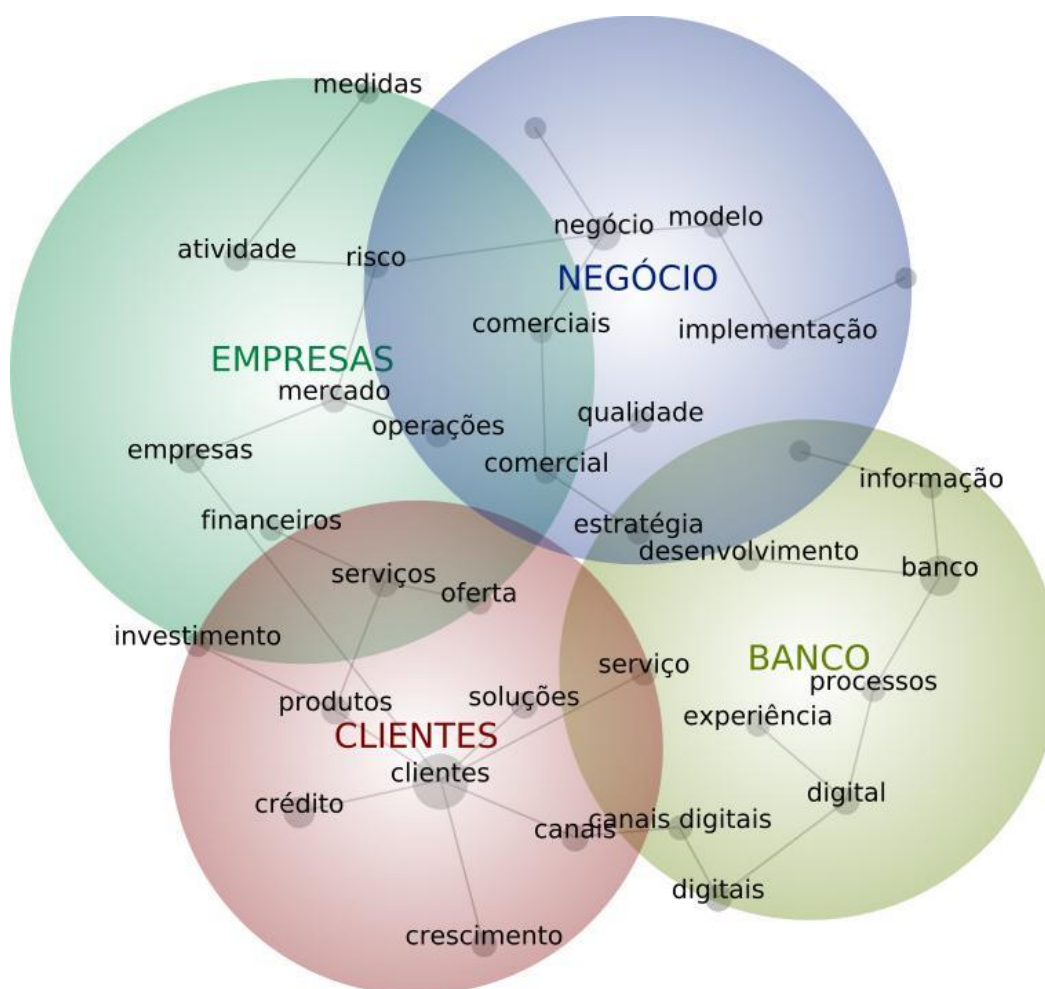 medidas
negócio
modelo
atividade
risco
NEGÓCIO
comerciais
implementação
EMPRESAS
mercado
qualidade
operações
empresas
comercial
informação
financeiros
estratégia
desenvolvimento
banco
serviços
oferta
investimento
serviço
BANCO
processos
produtos
soluções
experiência
CLIENTES
clientes
crédito
digital
canais
canais digitais
digitais
crescimento